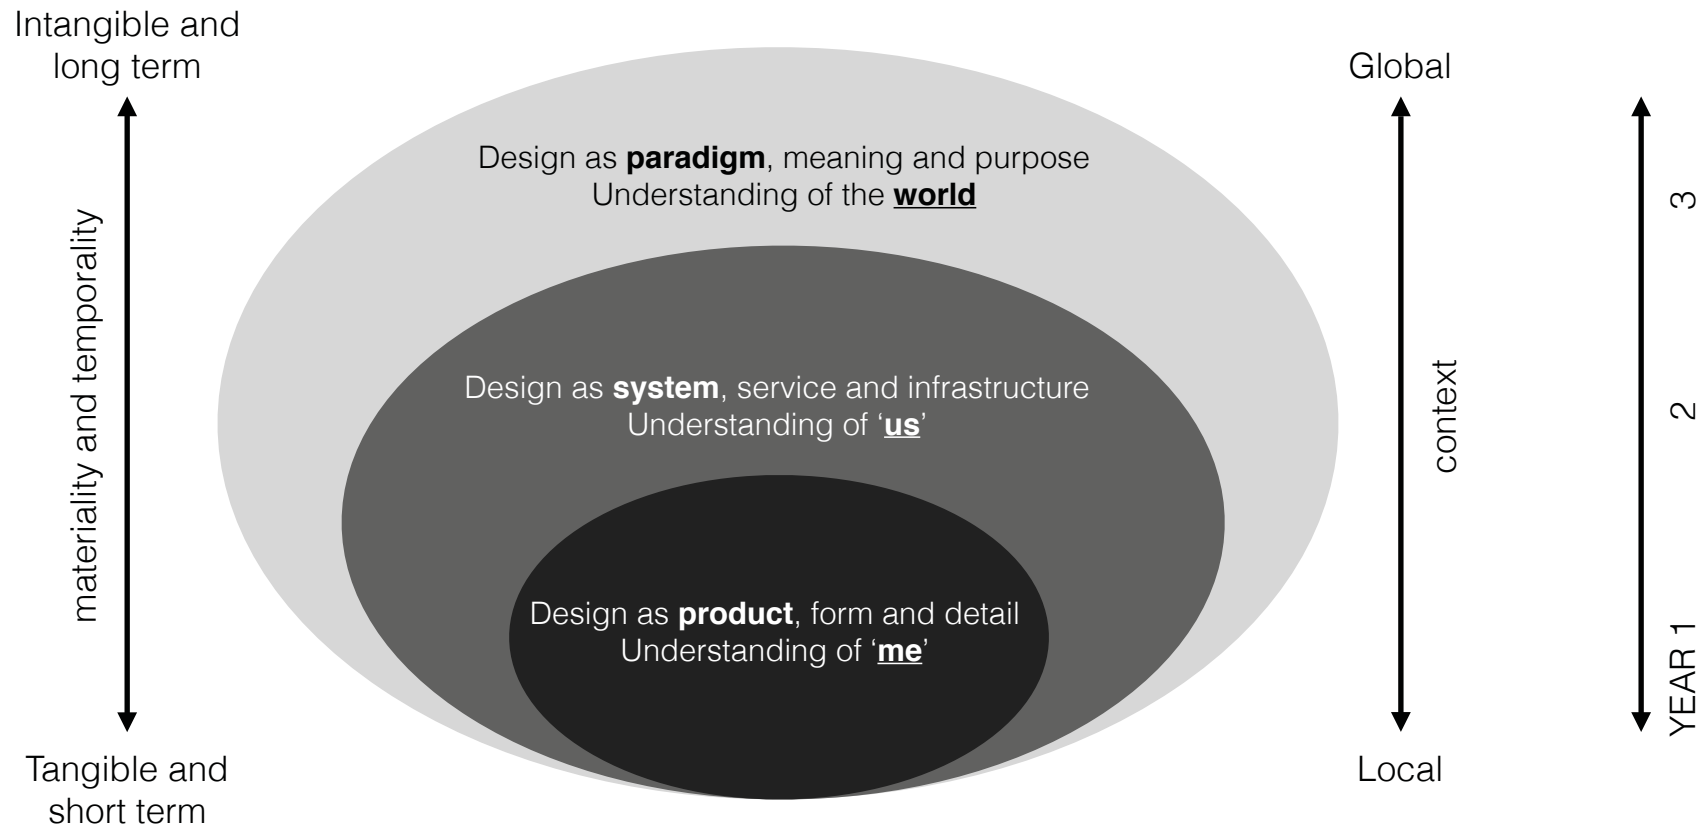 Intangible and
long term
Global
Design as paradigm, meaning and purpose
Understanding of the world
3
materiality and temporality
Design as system, service and infrastructure
Understanding of ‘us’
context
2
Design as product, form and detail
Understanding of ‘me’
YEAR 1
Tangible and
short term
Local